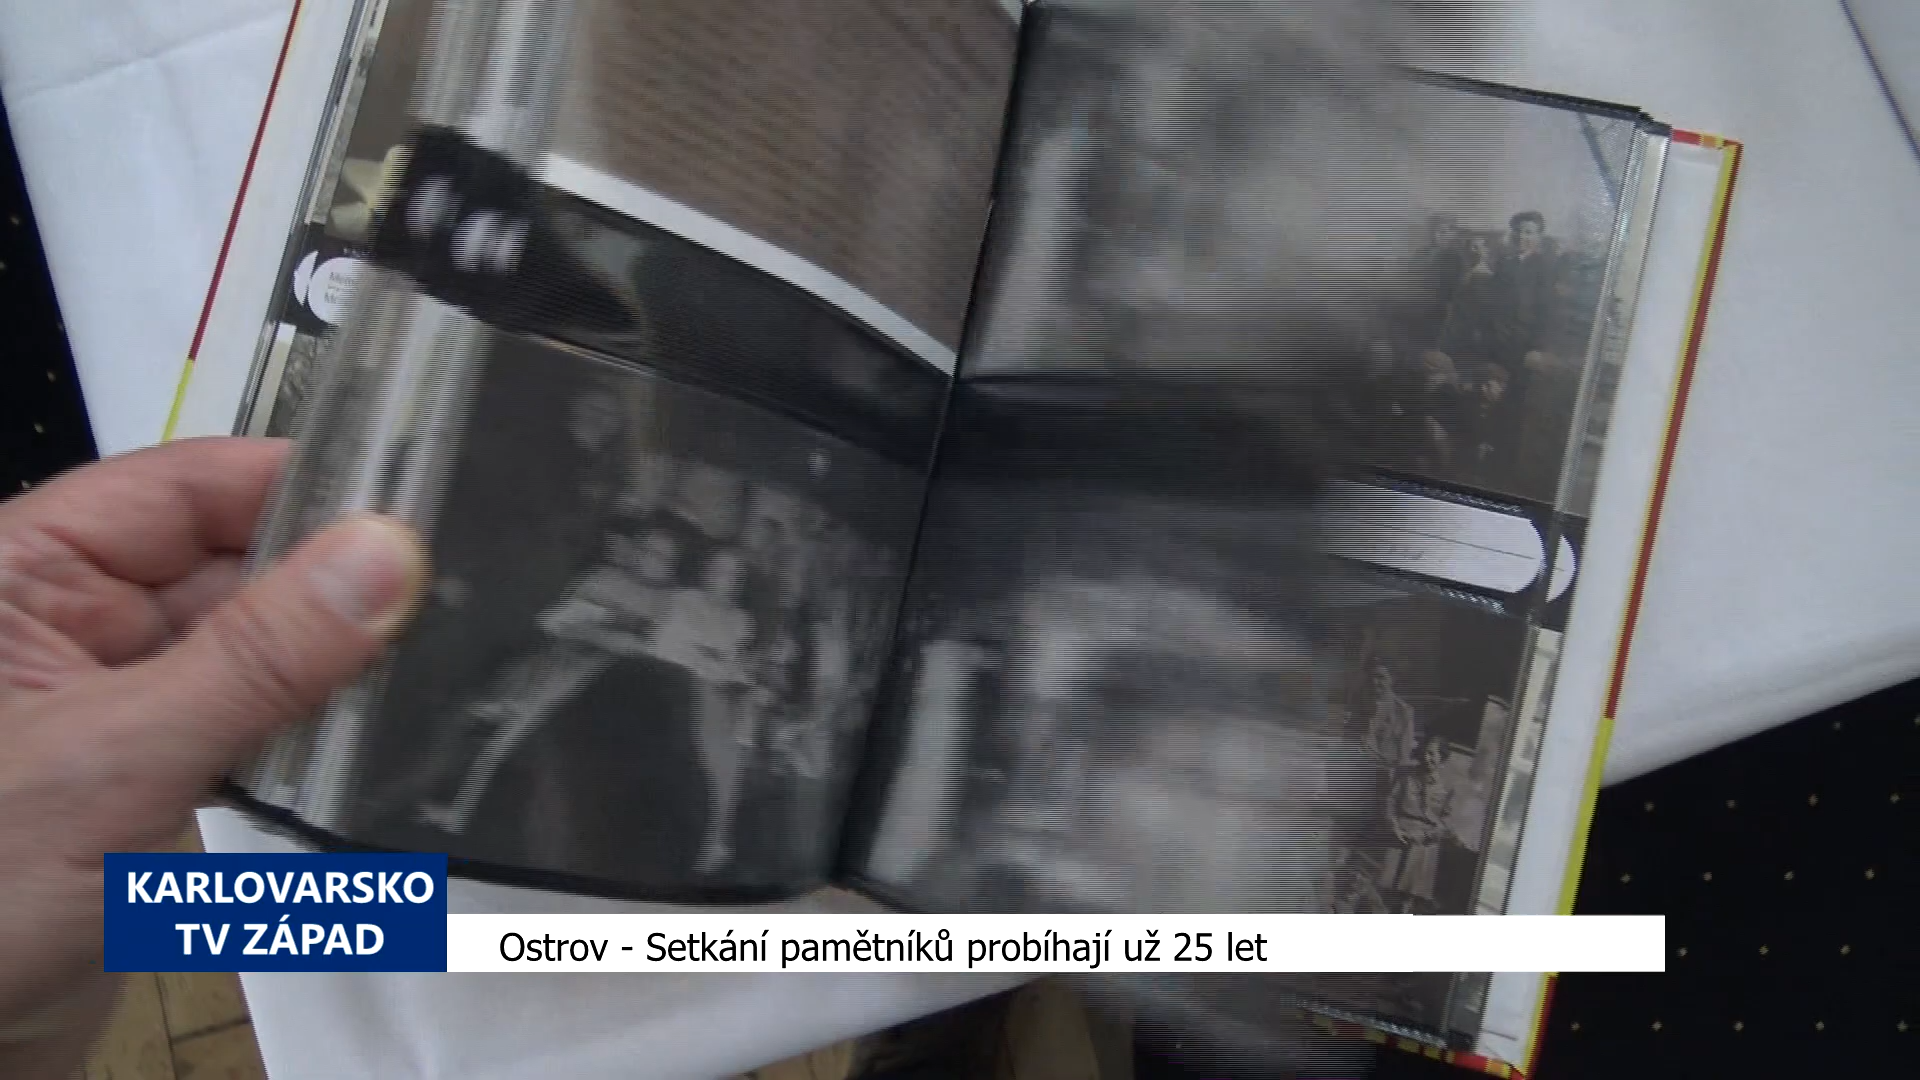 KARLOVARSKO
TV ZÁPAD
Ostrov - Setkání pamětníků probíhají už 25 let